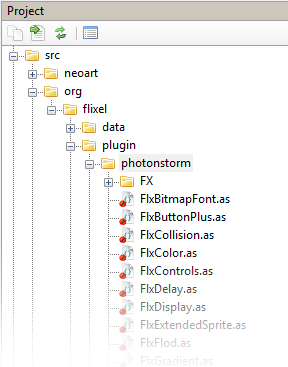 Project
src
neoart
org
flixel
data
plugin
photonstorm
FX
FlxBitmapFont.as
FlxButtonPlus.as
FlxCollision.as
FlxColor.as
FlxControls.as
FlxDelay.as
FlxDisplay.as
FlxExtendedSprite.as
FlxFlod.as
FlxGradient.as